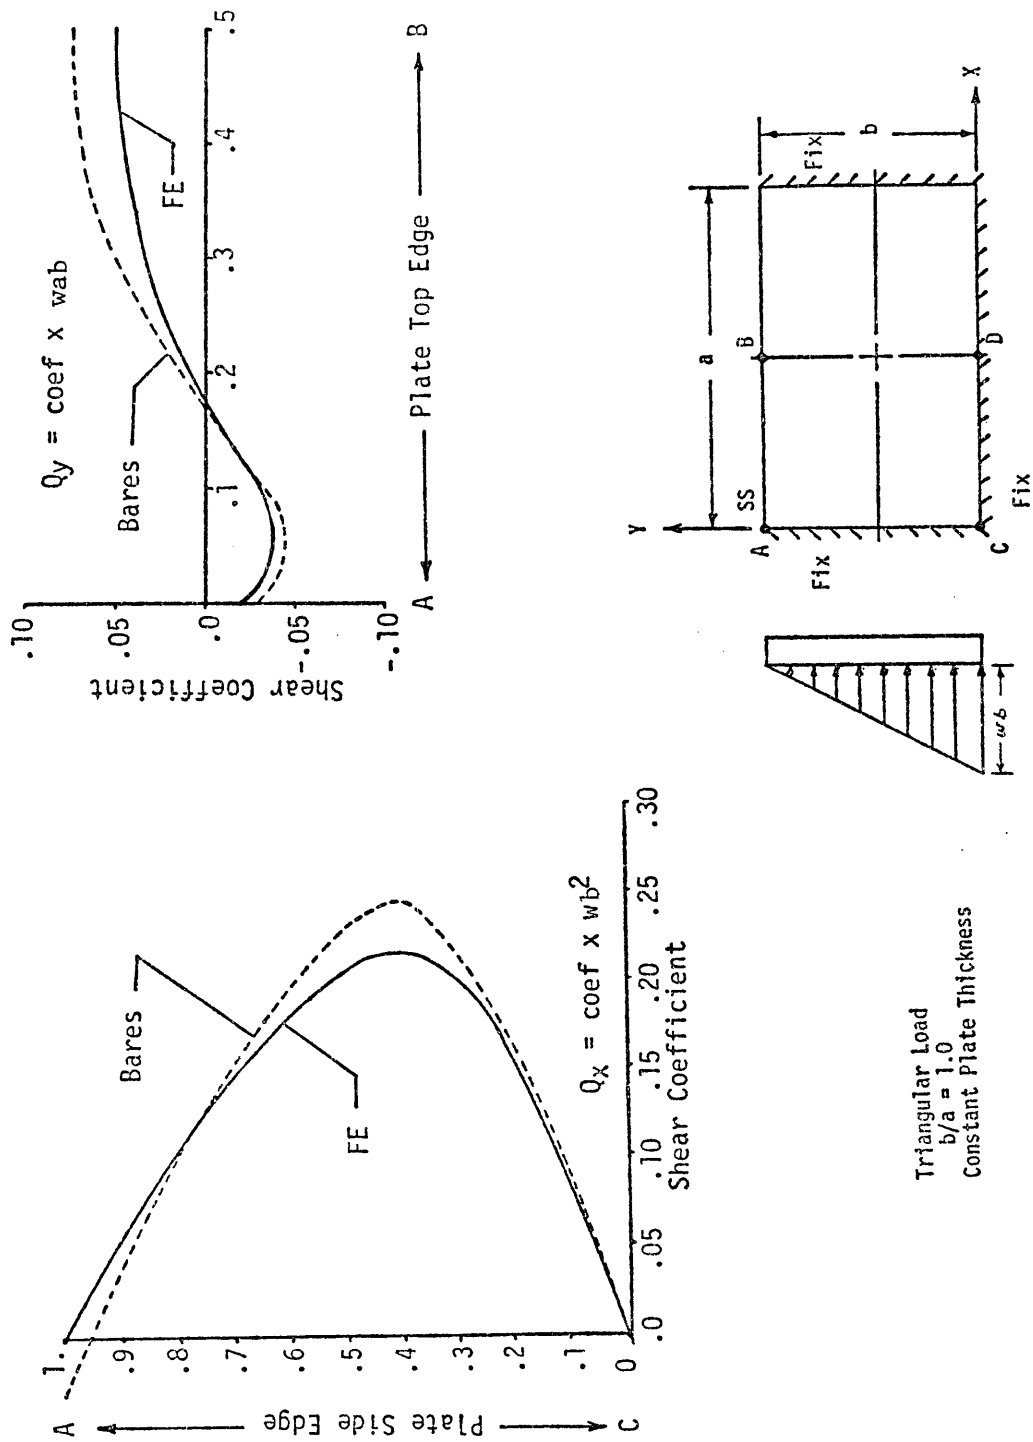 A
Plate Side Edge
C
1.
.9
.8
.7
.6
.5
.4
.3
.2
.1
0
.0
.05
.10
.15
.20
.25
.30
Shear Coefficient
Qx = coef x wb²
Bares
FE
Qy = coef x wab
Bares
FE
.10
.05
.0
-.05
-.10
Shear Coefficient
.1
.2
.3
.4
.5
A
Plate Top Edge
B
Triangular Load
b/a = 1.0
Constant Plate Thickness
wb
Y
X
a
b
A
SS
B
C
D
Fix
Fix
Fix